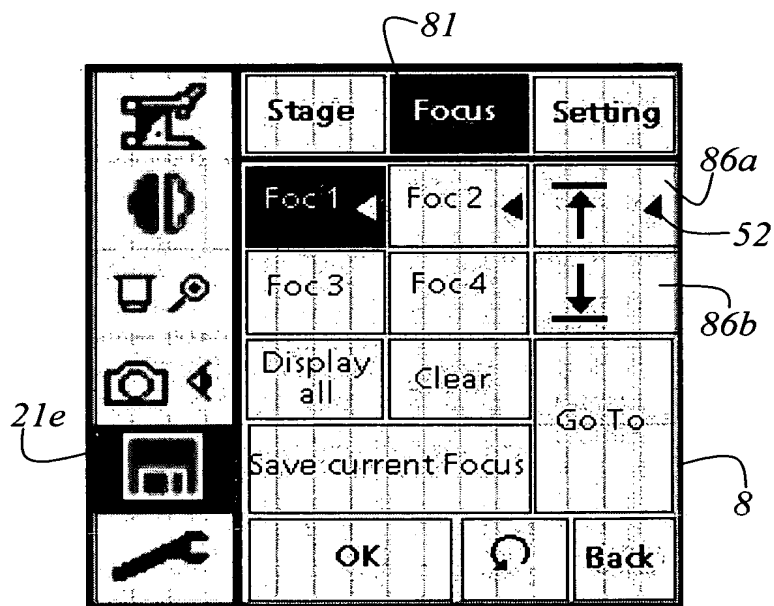 81
Stage Focus Setting
Foc 1 Foc 2 86a
52
Foc 3 Foc 4 86b
Display all Clear
Go To
21e
Save current Focus 8
OK Back